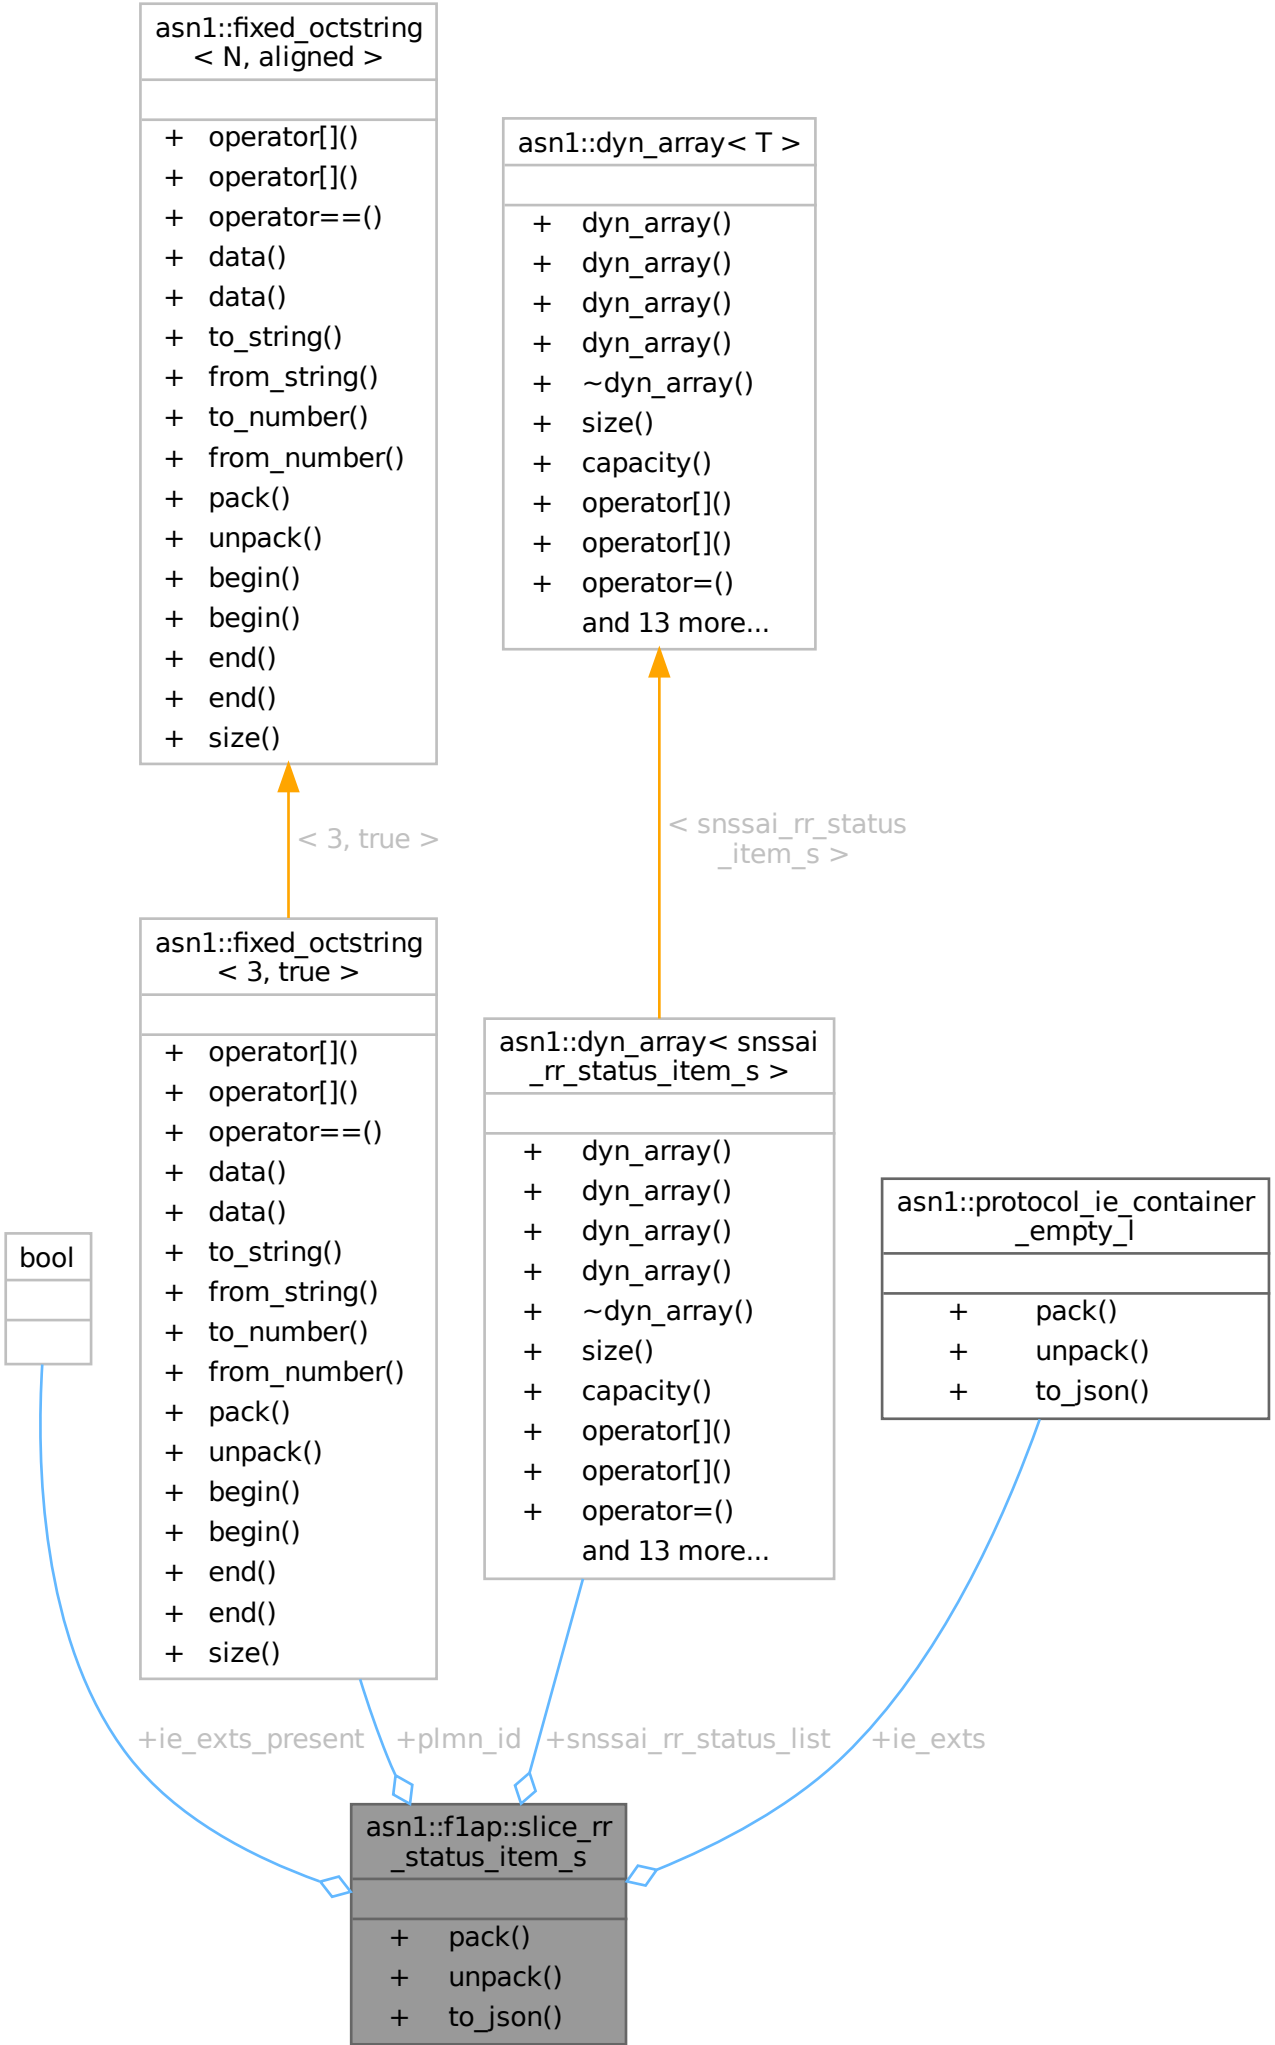 asn1::fixed_octstring
< N, aligned >
+ operator[]()
+ operator[]()
+ operator==()
+ data()
+ data()
+ to_string()
+ from_string()
+ to_number()
+ from_number()
+ pack()
+ unpack()
+ begin()
+ begin()
+ end()
+ end()
+ size()
asn1::dyn_array< T >
+ dyn_array()
+ dyn_array()
+ dyn_array()
+ dyn_array()
+ ~dyn_array()
+ size()
+ capacity()
+ operator[]()
+ operator[]()
+ operator=()
and 13 more...
< 3, true >
< snssai_rr_status
_item_s >
asn1::fixed_octstring
< 3, true >
+ operator[]()
+ operator[]()
+ operator==()
+ data()
+ data()
+ to_string()
+ from_string()
+ to_number()
+ from_number()
+ pack()
+ unpack()
+ begin()
+ begin()
+ end()
+ end()
+ size()
asn1::dyn_array< snssai
_rr_status_item_s >
+ dyn_array()
+ dyn_array()
+ dyn_array()
+ dyn_array()
+ ~dyn_array()
+ size()
+ capacity()
+ operator[]()
+ operator[]()
+ operator=()
and 13 more...
asn1::protocol_ie_container
_empty_l
+ pack()
+ unpack()
+ to_json()
bool
+ie_exts_present
+plmn_id
+snssai_rr_status_list
+ie_exts
asn1::f1ap::slice_rr
_status_item_s
+ pack()
+ unpack()
+ to_json()